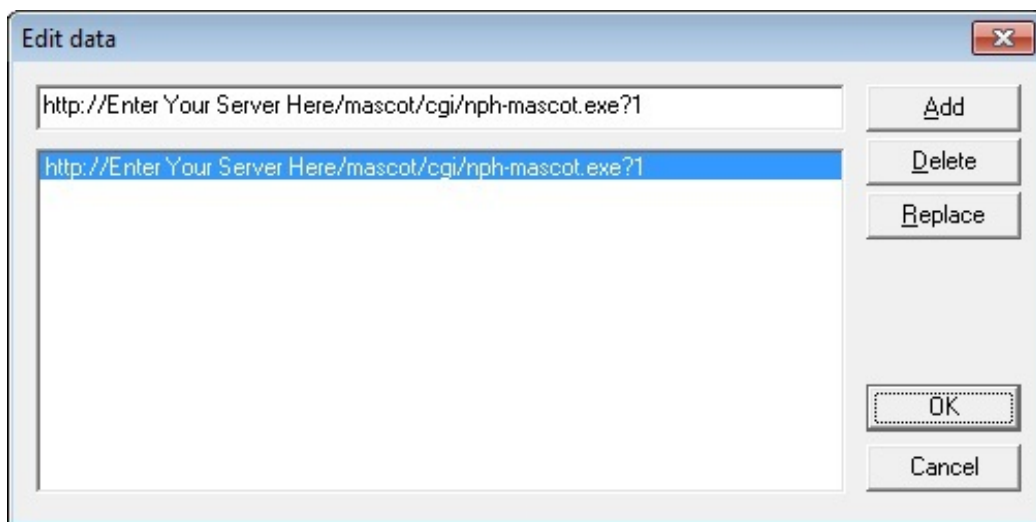 Edit data
http://Enter Your Server Here/mascot/cgi/nph-mascot.exe?1
Add
http://Enter Your Server Here/mascot/cgi/nph-mascot.exe?1
Delete
Replace
OK
Cancel